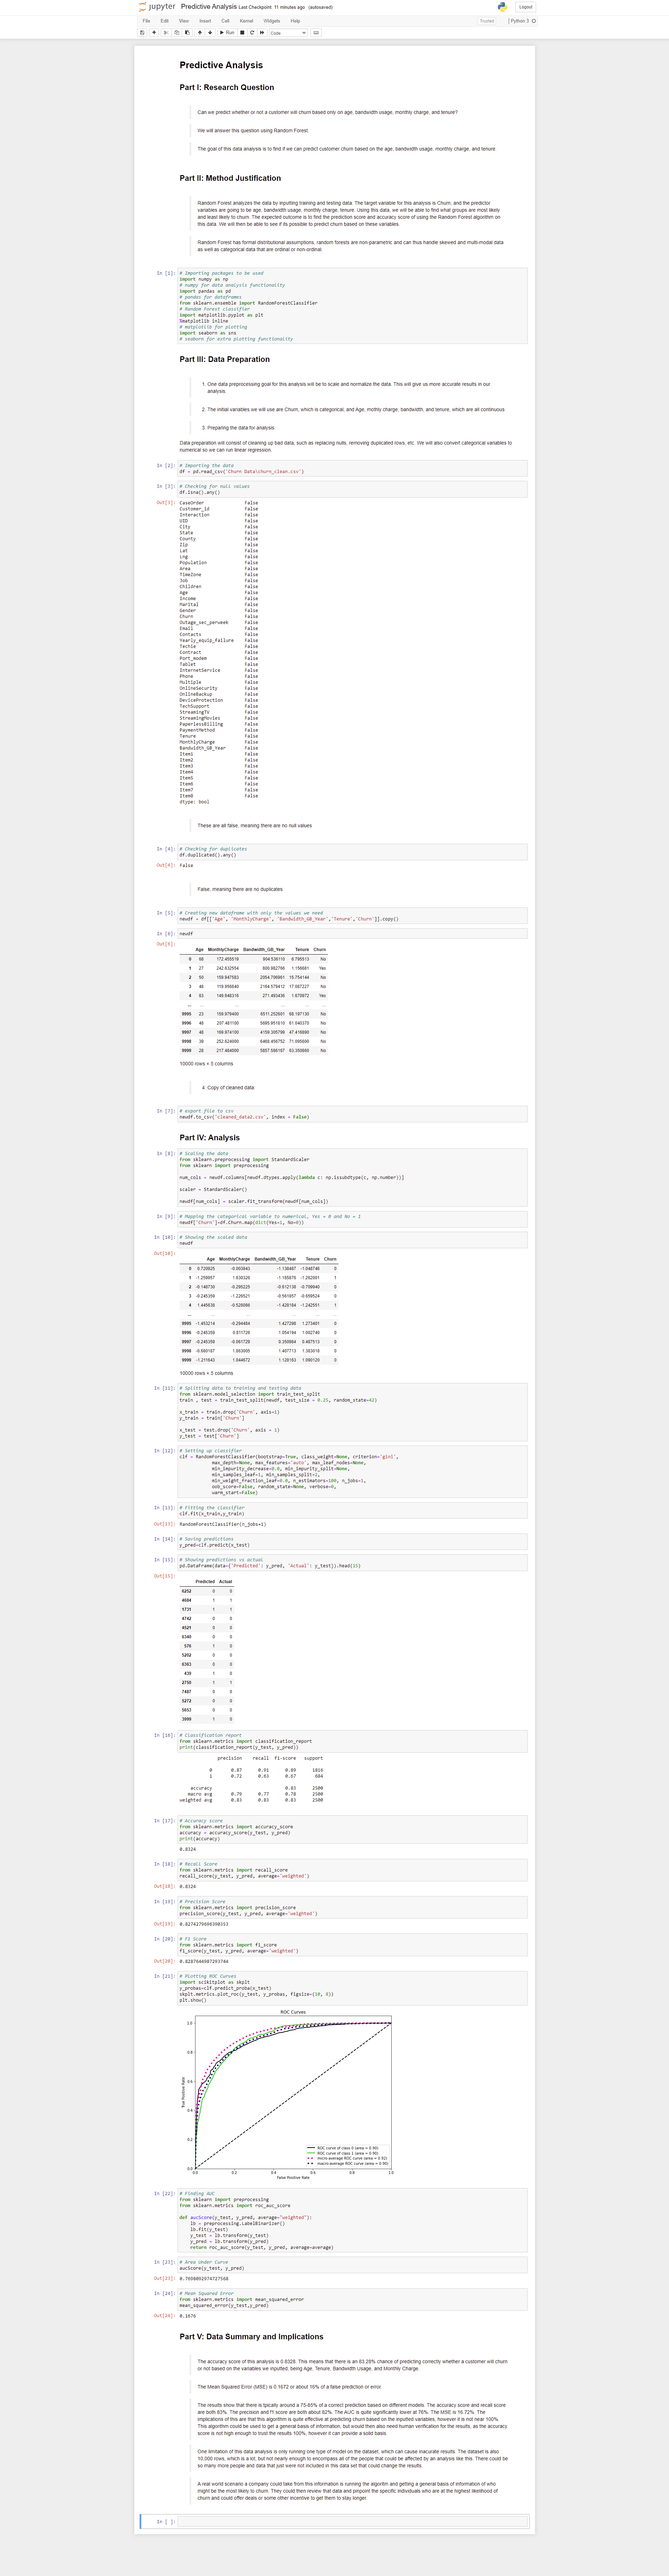 jupyter Predictive Analysis Last Checkpoint: 11 minutes ago (autosaved)
Logout
File Edit View Insert Cell Kernel Widgets Help
Trusted
Python 3
Run
Code
Predictive Analysis
Part I: Research Question
Can we predict whether or not a customer will churn based only on age, bandwidth usage, monthly charge, and tenure?
We will answer this question using Random Forest.
The goal of this data analysis is to find if we can predict customer churn based on the age, bandwidth usage, monthly charge, and tenure
Part II: Method Justification
Random Forest analyzes the data by inputting training and testing data. The target variable for this analysis is Churn, and the predictor
variables are going to be age, bandwidth usage, monthly charge, tenure. Using this data, we will be able to find what groups are most likely
and least likely to churn. The expected outcome is to find the prediction score and accuracy score of using the Random Forest algorithm on
this data. We will then be able to see if its possible to predict churn based on these variables.
Random Forest has formal distributional assumptions, random forests are non-parametric and can thus handle skewed and multi-modal data
as well as categorical data that are ordinal or non-ordinal.
In [1]: # Importing packages to be used
import numpy as np
# numpy for data analysis functionality
import pandas as pd
# pandas for dataframes
from sklearn.ensemble import RandomForestClassifier
# Random Forest classifier
import matplotlib.pyplot as plt
%matplotlib inline
# matplotlib for plotting
import seaborn as sns
# seaborn for extra plotting functionality
Part III: Data Preparation
1. One data preprocessing goal for this analysis will be to scale and normalize the data. This will give us more accurate results in our
analysis.
2. The initial variables we will use are Churn, which is categorical, and Age, mothly charge, bandwidth, and tenure, which are all continuous
3. Preparing the data for analysis.
Data preparation will consist of cleaning up bad data, such as replacing nulls, removing duplicated rows, etc. We will also convert categorical variables to
numerical so we can run linear regression.
In [2]: # Importing the data
df = pd.read_csv('Churn Data\churn_clean.csv')
In [3]: # Checking for null values
df.isna().any()
Out[3]: CaseOrder False
Customer_id False
Interaction False
UID False
City False
State False
County False
Zip False
Lat False
Lng False
Population False
Area False
TimeZone False
Job False
Children False
Age False
Income False
Marital False
Gender False
Churn False
Outage_sec_perweek False
Email False
Contacts False
Yearly_equip_failure False
Techie False
Contract False
Port_modem False
Tablet False
InternetService False
Phone False
Multiple False
OnlineSecurity False
OnlineBackup False
DeviceProtection False
TechSupport False
StreamingTV False
StreamingMovies False
PaperlessBilling False
PaymentMethod False
Tenure False
MonthlyCharge False
Bandwidth_GB_Year False
Item1 False
Item2 False
Item3 False
Item4 False
Item5 False
Item6 False
Item7 False
Item8 False
dtype: bool
These are all false, meaning there are no null values
In [4]: # Checking for duplicates
df.duplicated().any()
Out[4]: False
False, meaning there are no duplicates
In [5]: # Creating new dataframe with only the values we need
newdf = df[['Age', 'MonthlyCharge', 'Bandwidth_GB_Year','Tenure','Churn']].copy()
In [6]: newdf
Out[6]:
Age MonthlyCharge Bandwidth_GB_Year Tenure Churn
0 68 172.455519 904.536110 6.795513 No
1 27 242.632554 800.982766 1.156681 Yes
2 50 159.947583 2054.706961 15.754144 No
3 48 119.956840 2164.579412 17.087227 No
4 83 149.948316 271.493436 1.670972 Yes
... ... ... ... ... ...
9995 23 159.979400 6511.252601 68.197130 No
9996 48 207.481100 5695.951810 61.040370 No
9997 48 169.974100 4159.305799 47.416890 No
9998 39 252.624000 6468.456752 71.095600 No
9999 28 217.484000 5857.586167 63.350860 No
10000 rows × 5 columns
4. Copy of cleaned data:
In [7]: # export file to csv
newdf.to_csv('cleaned_data2.csv', index = False)
Part IV: Analysis
In [8]: # Scaling the data
from sklearn.preprocessing import StandardScaler
from sklearn import preprocessing
num_cols = newdf.columns[newdf.dtypes.apply(lambda c: np.issubdtype(c, np.number))]
scaler = StandardScaler()
newdf[num_cols] = scaler.fit_transform(newdf[num_cols])
In [9]: # Mapping the categorical variable to numerical, Yes = 0 and No = 1
newdf['Churn']=df.Churn.map(dict(Yes=1, No=0))
In [10]: # Showing the scaled data
newdf
Out[10]:
Age MonthlyCharge Bandwidth_GB_Year Tenure Churn
0 0.720925 -0.003943 -1.138487 -1.048746 0
1 -1.259957 1.630326 -1.185876 -1.262001 1
2 -0.148730 -0.295225 -0.612138 -0.709940 0
3 -0.245359 -1.226521 -0.561857 -0.659524 0
4 1.445638 -0.528086 -1.428184 -1.242551 1
... ... ... ... ... ...
9995 -1.453214 -0.294484 1.427298 1.273401 0
9996 -0.245359 0.811726 1.054194 1.002740 0
9997 -0.245359 -0.061729 0.350984 0.487513 0
9998 -0.680187 1.863005 1.407713 1.383018 0
9999 -1.211643 1.044672 1.128163 1.090120 0
10000 rows × 5 columns
In [11]: # Splitting data to training and testing data
from sklearn.model_selection import train_test_split
train , test = train_test_split(newdf, test_size = 0.25, random_state=42)
x_train = train.drop('Churn', axis=1)
y_train = train['Churn']
x_test = test.drop('Churn', axis = 1)
y_test = test['Churn']
In [12]: # Setting up classifier
clf = RandomForestClassifier(bootstrap=True, class_weight=None, criterion='gini',
max_depth=None, max_features='auto', max_leaf_nodes=None,
min_impurity_decrease=0.0, min_impurity_split=None,
min_samples_leaf=1, min_samples_split=2,
min_weight_fraction_leaf=0.0, n_estimators=100, n_jobs=1,
oob_score=False, random_state=None, verbose=0,
warm_start=False)
In [13]: # Fitting the classifier
clf.fit(x_train,y_train)
Out[13]: RandomForestClassifier(n_jobs=1)
In [14]: # Saving predictions
y_pred=clf.predict(x_test)
In [15]: # Showing predictions vs actual
pd.DataFrame(data={'Predicted': y_pred, 'Actual': y_test}).head(15)
Out[15]:
Predicted Actual
6252 0 0
4684 1 1
1731 1 1
4742 0 0
4521 0 0
6340 0 0
576 1 0
5202 0 0
6363 0 0
439 1 0
2750 1 1
7487 0 0
5272 0 0
5653 0 0
3999 1 0
In [16]: # Classification report
from sklearn.metrics import classification_report
print(classification_report(y_test, y_pred))
precision recall f1-score support
0 0.87 0.91 0.89 1816
1 0.72 0.63 0.67 684
accuracy 0.83 2500
macro avg 0.79 0.77 0.78 2500
weighted avg 0.83 0.83 0.83 2500
In [17]: # Accuracy score
from sklearn.metrics import accuracy_score
accuracy = accuracy_score(y_test, y_pred)
print(accuracy)
0.8324
In [18]: # Recall Score
from sklearn.metrics import recall_score
recall_score(y_test, y_pred, average='weighted')
Out[18]: 0.8324
In [19]: # Precision Score
from sklearn.metrics import precision_score
precision_score(y_test, y_pred, average='weighted')
Out[19]: 0.8274279696390353
In [20]: # F1 Score
from sklearn.metrics import f1_score
f1_score(y_test, y_pred, average='weighted')
Out[20]: 0.8287644987293744
In [21]: # Plotting ROC Curves
import scikitplot as skplt
y_probas=clf.predict_proba(x_test)
skplt.metrics.plot_roc(y_test, y_probas, figsize=(10, 8))
plt.show()
ROC Curves
True Positive Rate
1.0
0.8
0.6
0.4
0.2
0.0
ROC curve of class 0 (area = 0.90)
ROC curve of class 1 (area = 0.90)
micro-average ROC curve (area = 0.92)
macro-average ROC curve (area = 0.90)
0.0 0.2 0.4 0.6 0.8 1.0
False Positive Rate
In [22]: # Finding AUC
from sklearn import preprocessing
from sklearn.metrics import roc_auc_score
def aucScore(y_test, y_pred, average="weighted"):
lb = preprocessing.LabelBinarizer()
lb.fit(y_test)
y_test = lb.transform(y_test)
y_pred = lb.transform(y_pred)
return roc_auc_score(y_test, y_pred, average=average)
In [23]: # Area Under Curve
aucScore(y_test, y_pred)
Out[23]: 0.7698092974727568
In [24]: # Mean Squared Error
from sklearn.metrics import mean_squared_error
mean_squared_error(y_test,y_pred)
Out[24]: 0.1676
Part V: Data Summary and Implications
The accuracy score of this analysis is 0.8328. This means that there is an 83.28% chance of predicting correctly whether a customer will churn
or not based on the variables we inputted, being Age, Tenure, Bandwidth Usage, and Monthly Charge.
The Mean Squared Error (MSE) is 0.1672 or about 16% of a false prediction or error.
The results show that there is tpically around a 75-85% of a correct prediction based on different models. The accuracy score and recall score
are both 83%. The precision and f1 score are both about 82%. The AUC is quite significantly lower at 76%. The MSE is 16.72%. The
implications of this are that this algorithm is quite effective at predicting churn based on the inputted variables, however it is not near 100%.
This algorithm could be used to get a general basis of information, but would then also need human verification for the results, as the accuracy
score is not high enough to trust the results 100%, however it can provide a solid basis.
One limitation of this data analysis is only running one type of model on the dataset, which can cause inacurate results. The dataset is also
10,000 rows, which is a lot, but not nearly enough to encompass all of the people that could be affected by an analysis like this. There could be
so many more people and data that just were not included in this data set that could change the results.
A real world scenario a company could take from this information is running the algoritm and getting a general basis of information of who
might be the most likely to churn. They could then review that data and pinpoint the specific individuals who are at the highest likelihood of
churn and could offer deals or some other incentive to get them to stay longer.
In [ ]: